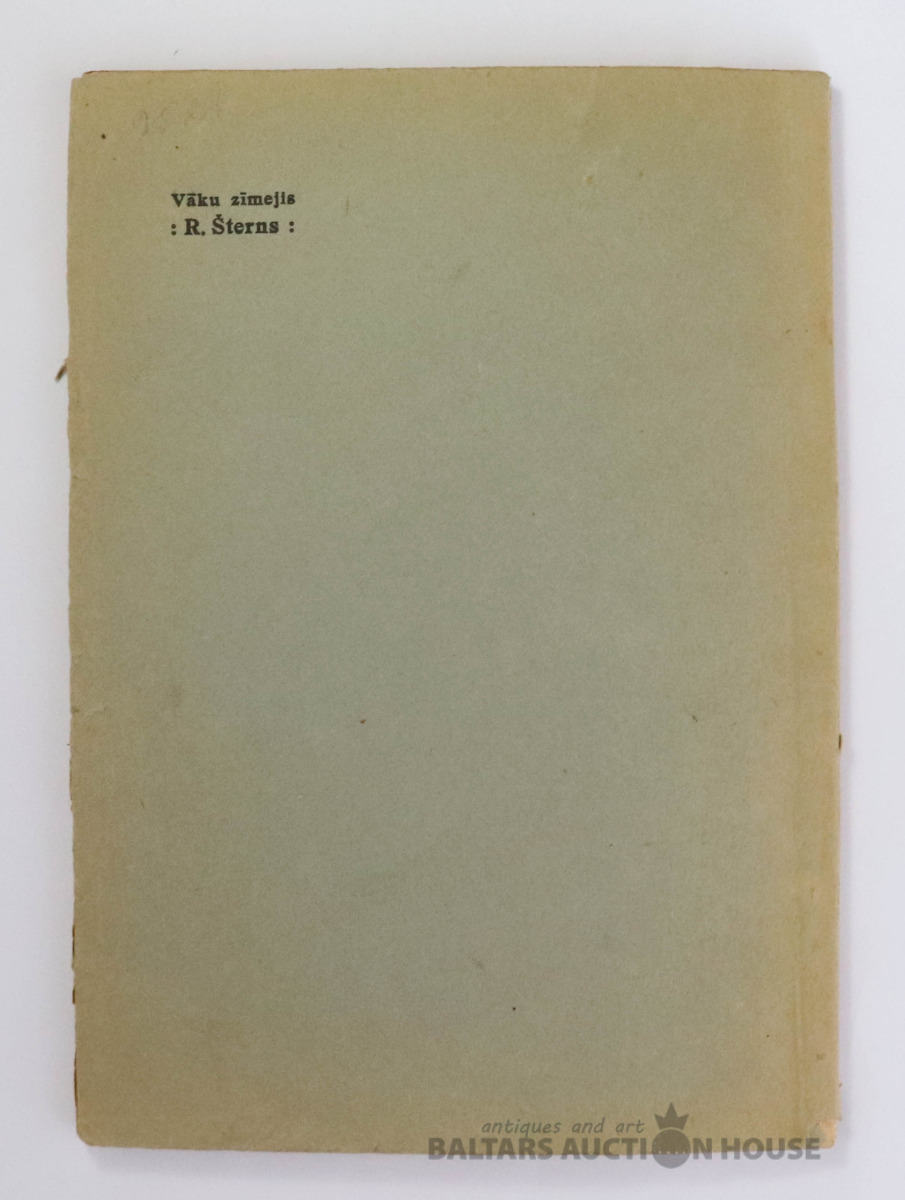 Vāku zīmejis
: R. Šterns :
antiques and art
BALTARS AUCTION HOUSE